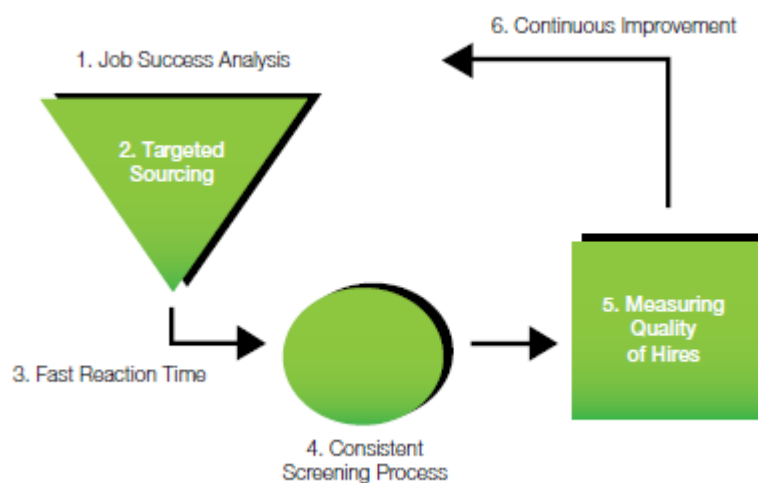 6. Continuous Improvement
1. Job Success Analysis
2. Targeted
Sourcing
5. Measuring
Quality
of Hires
3. Fast Reaction Time
4. Consistent
Screening Process